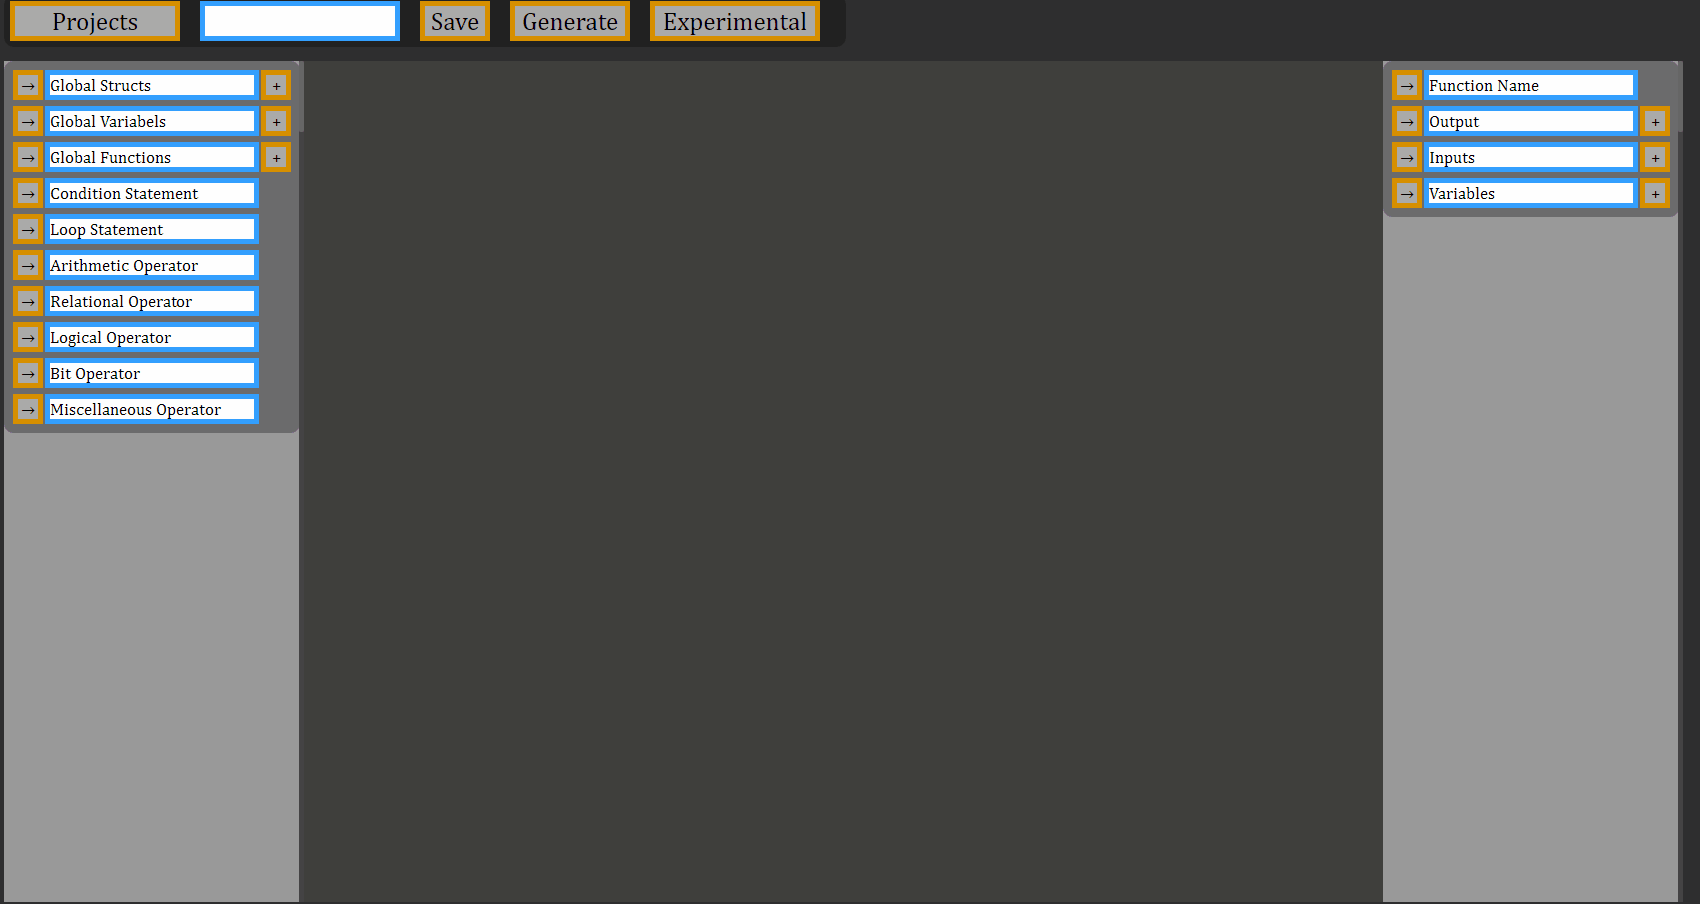 Projects Save Generate Experimental
→ Global Structs +
→ Global Variabels +
→ Global Functions +
→ Condition Statement
→ Loop Statement
→ Arithmetic Operator
→ Relational Operator
→ Logical Operator
→ Bit Operator
→ Miscellaneous Operator
→ Function Name
→ Output +
→ Inputs +
→ Variables +